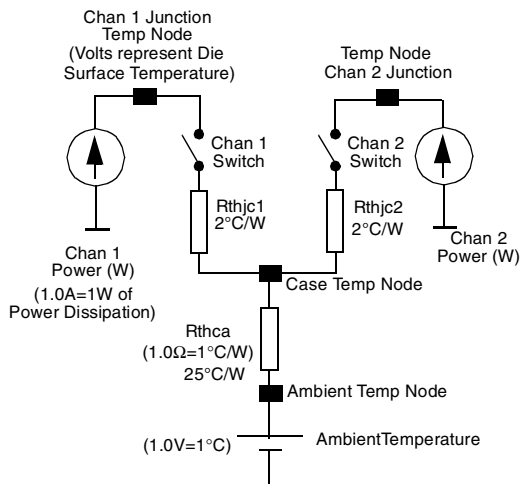 Chan 1 Junction
Temp Node
(Volts represent Die
Surface Temperature)
Temp Node
Chan 2 Junction
Chan 1
Switch
Chan 2
Switch
Rthjc1
2°C/W
Rthjc2
2°C/W
Chan 1
Power (W)
(1.0A=1W of
Power Dissipation)
Chan 2
Power (W)
Case Temp Node
Rthca
(1.0Ω=1°C/W)
25°C/W
Ambient Temp Node
(1.0V=1°C)
AmbientTemperature